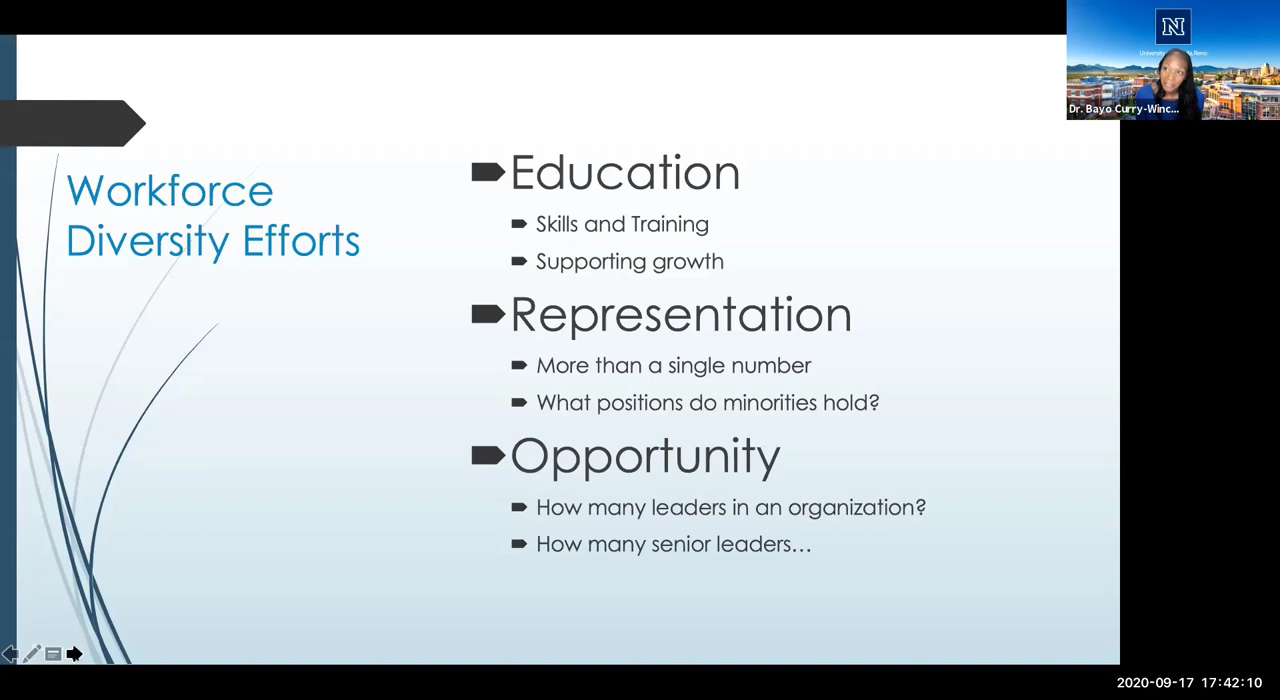 Workforce
Diversity Efforts
Education
Skills and Training
Supporting growth
Representation
More than a single number
What positions do minorities hold?
Opportunity
How many leaders in an organization?
How many senior leaders...
N
Dr. Bayo Curry-Winc...
2020-09-17 17:42:10